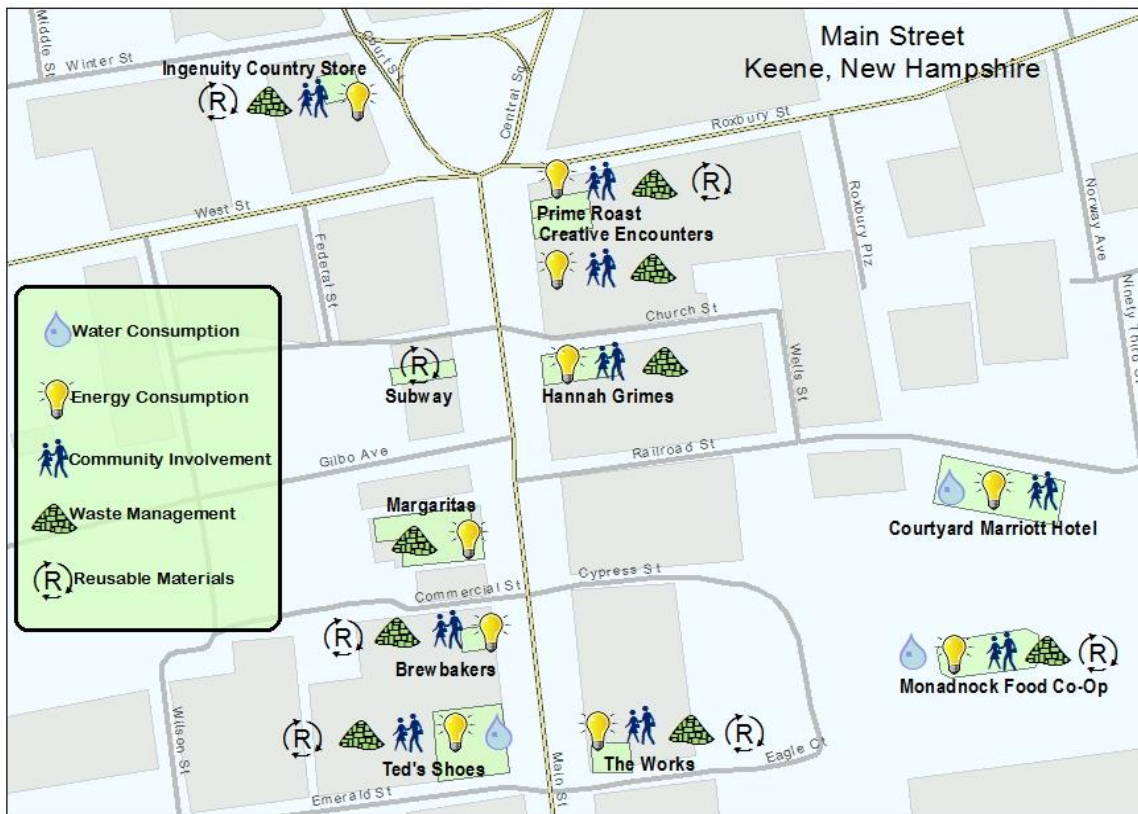 Main Street
Keene, New Hampshire
Middle St
Winter St
Court St
Central Sq
Ingenuity Country Store
R
Roxbury St
R
West St
Federal St
Prime Roast
Creative Encounters
Roxbury Plz
Norway Ave
Ninety Third St
Church St
Wells St
Water Consumption
Energy Consumption
Community Involvement
Waste Management
R Reusable Materials
R
Subway
Hannah Grimes
Gilbo Ave
Railroad St
Margaritas
Courtyard Marriott Hotel
Commercial St
Cypress St
R
Brewbakers
R
Monadnock Food Co-Op
Wilson St
R
Ted's Shoes
Main St
R
The Works
Eagle Ct
Emerald St